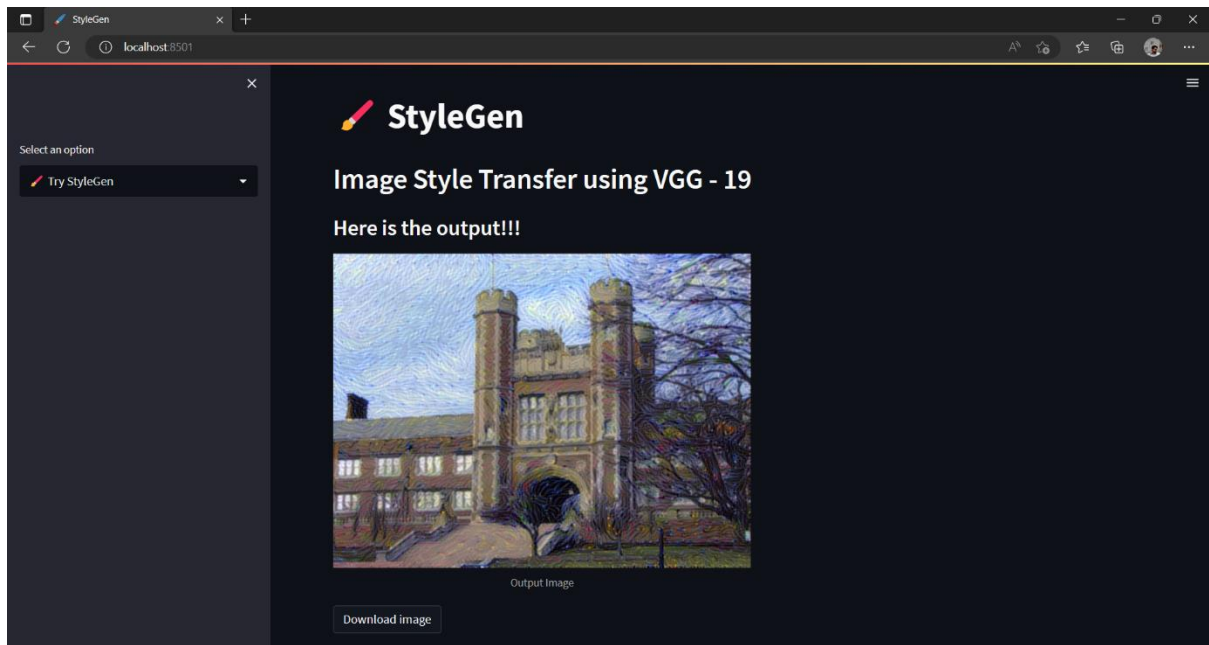 StyleGen
localhost:8501
Select an option
Try StyleGen
StyleGen
Image Style Transfer using VGG - 19
Here is the output!!!
Output Image
Download image